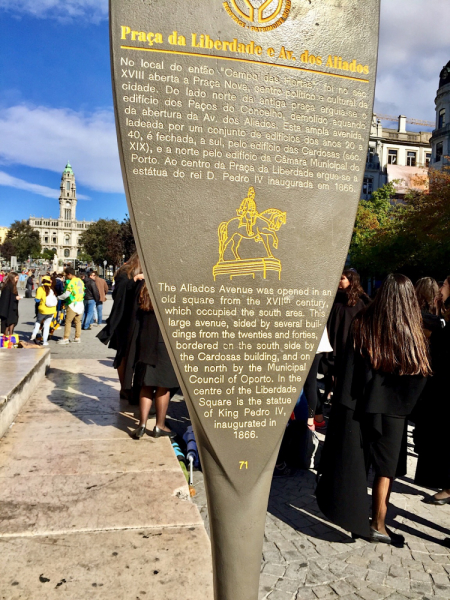 Praça da Liberdade e Av. dos Aliados
No local do então "Campo das Hortas" foi no séc.
XVIII aberta a Praça Nova, centro político e cultural da
cidade. Do lado norte da antiga praça erguia-se o
edifício dos Paços do Concelho, demolido aquando
da abertura da Av. dos Aliados. Esta ampla avenida,
ladeada por um conjunto de edifícios dos anos 20 a
40, é fechada, a sul, pelo edifício das Cardosas (séc.
XIX), e a norte pelo edifício da Câmara Municipal do
Porto. Ao centro da Praça da Liberdade ergue-se a
estátua do rei D. Pedro IV inaugurada em 1866.
The Aliados Avenue was opened in an
old square from the XVIIth century,
which occupied the south area. This
large avenue, sided by several buil-
dings from the twenties and forties,
bordered on the south side by the
Cardosas building, and on
the north by the Municipal
Council of Oporto. In the
centre of the Liberdade
Square is the statue
of King Pedro IV,
inaugurated in
1866.
71